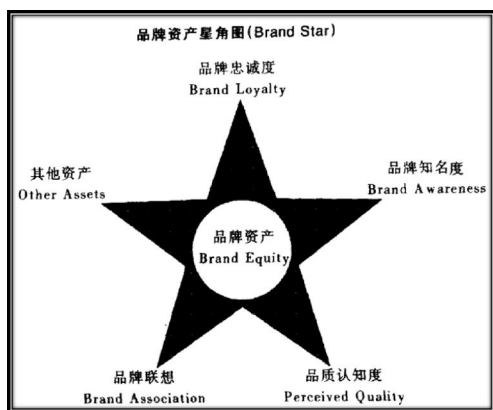 品牌资产星角图(Brand Star)
品牌忠诚度
Brand Loyalty
其他资产
Other Assets
品牌知名度
Brand Awareness
品牌资产
Brand Equity
品牌联想
Brand Association
品质认知度
Perceived Quality